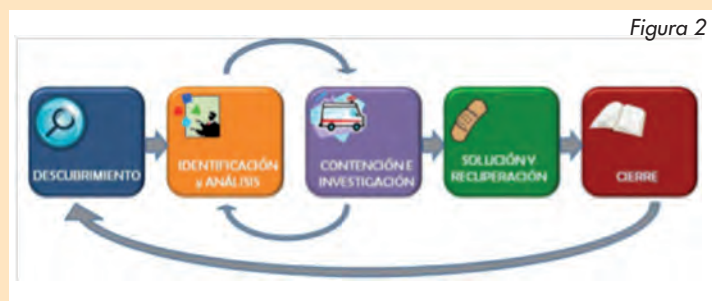 Figura 2
DESCUBRIMIENTO
IDENTIFICACIÓN
y ANÁLISIS
CONTENCIÓN E
INVESTIGACIÓN
SOLUCIÓN Y
RECUPERACIÓN
CIERRE